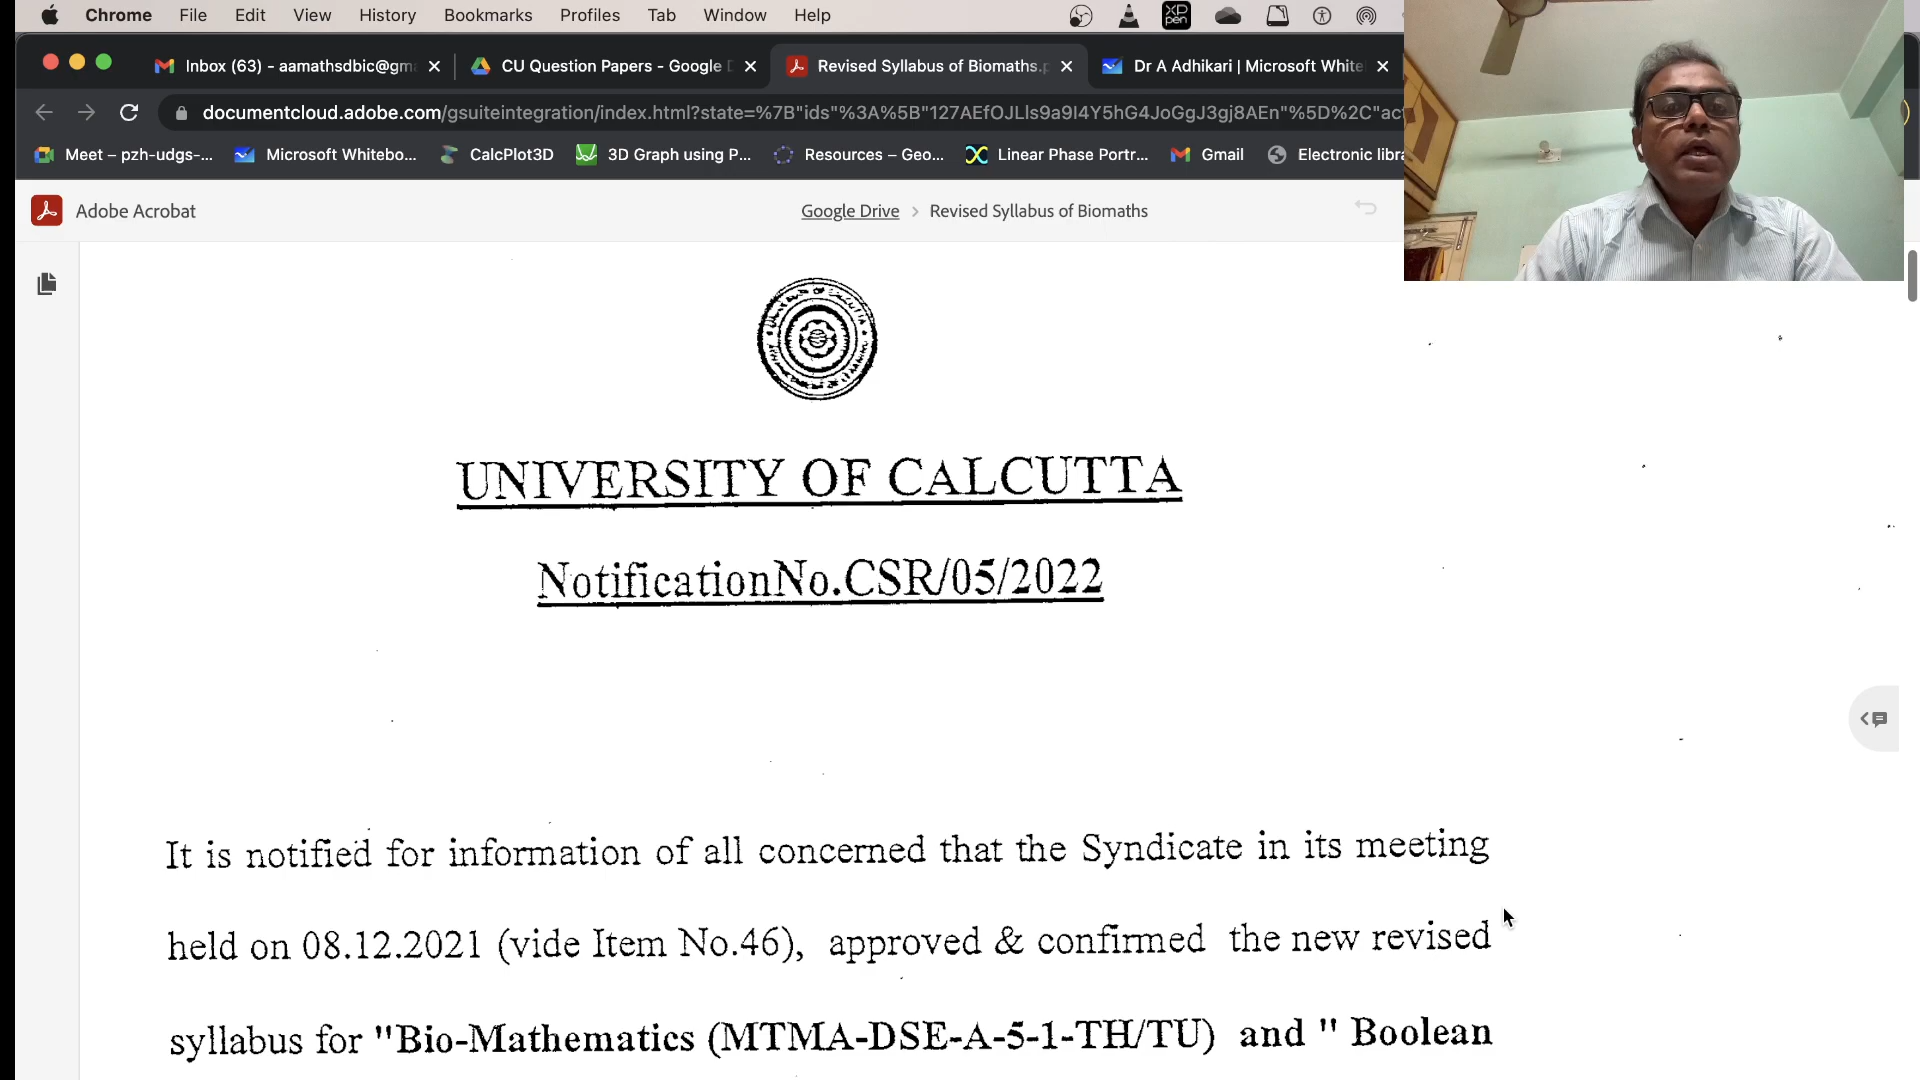 Chrome File Edit View History Bookmarks Profiles Tab Window Help
XP pen
Inbox (63) - aamathsdbic@gm
CU Question Papers - Google D
Revised Syllabus of Biomaths.p
Dr A Adhikari | Microsoft White
documentcloud.adobe.com/gsuiteintegration/index.html?state=%7B"ids"%3A%5B"127AEfOJLls9a9I4Y5hG4JoGgJ3gj8AEn"%5D%2C"act
Meet – pzh-udgs-... Microsoft Whitebo... CalcPlot3D 3D Graph using P... Resources – Geo... Linear Phase Portr... Gmail Electronic libra
Adobe Acrobat
Google Drive > Revised Syllabus of Biomaths
UNIVERSITY OF CALCUTTA
NotificationNo.CSR/05/2022
It is notified for information of all concerned that the Syndicate in its meeting
held on 08.12.2021 (vide Item No.46), approved & confirmed the new revised
syllabus for "Bio-Mathematics (MTMA-DSE-A-5-1-TH/TU) and " Boolean